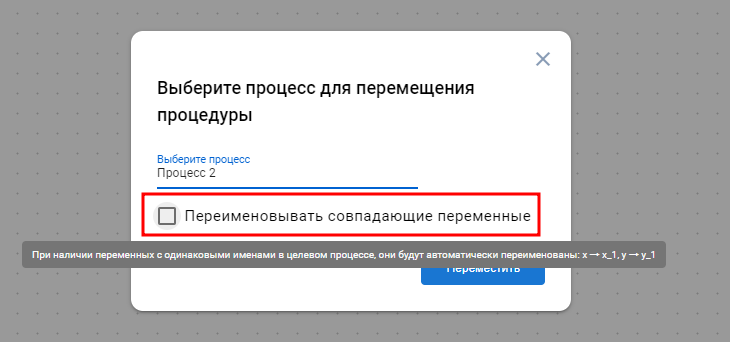 Выберите процесс для перемещения
процедуры
Выберите процесс
Процесс 2
Переименовывать совпадающие переменные
При наличии переменных с одинаковыми именами в целевом процессе, они будут автоматически переименованы: x → x_1, y → y_1
Переместить